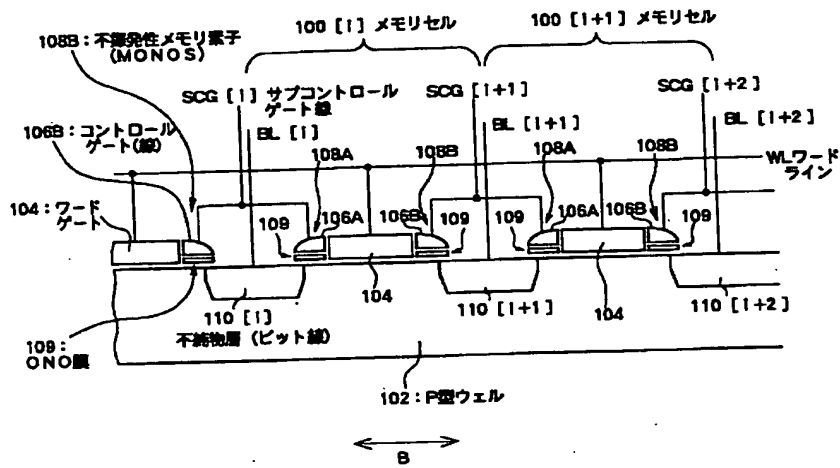 100 [i] メモリセル
100 [i+1] メモリセル
108B：不揮発性メモリ素子
(MONOS)
SCG [i] サブコントロール
ゲート線
SCG [i+1]
SCG [i+2]
106B：コントロール
ゲート(線)
BL [i]
BL [i+1]
BL [i+2]
108A
108B
108A
108B
WLワード
ライン
104：ワード
ゲート
109
106A
106B
109
109
106A
106B
109
104
104
110 [i]
110 [i+1]
110 [i+2]
不純物層 (ビット線)
109：
ONO膜
102：P型ウェル
B